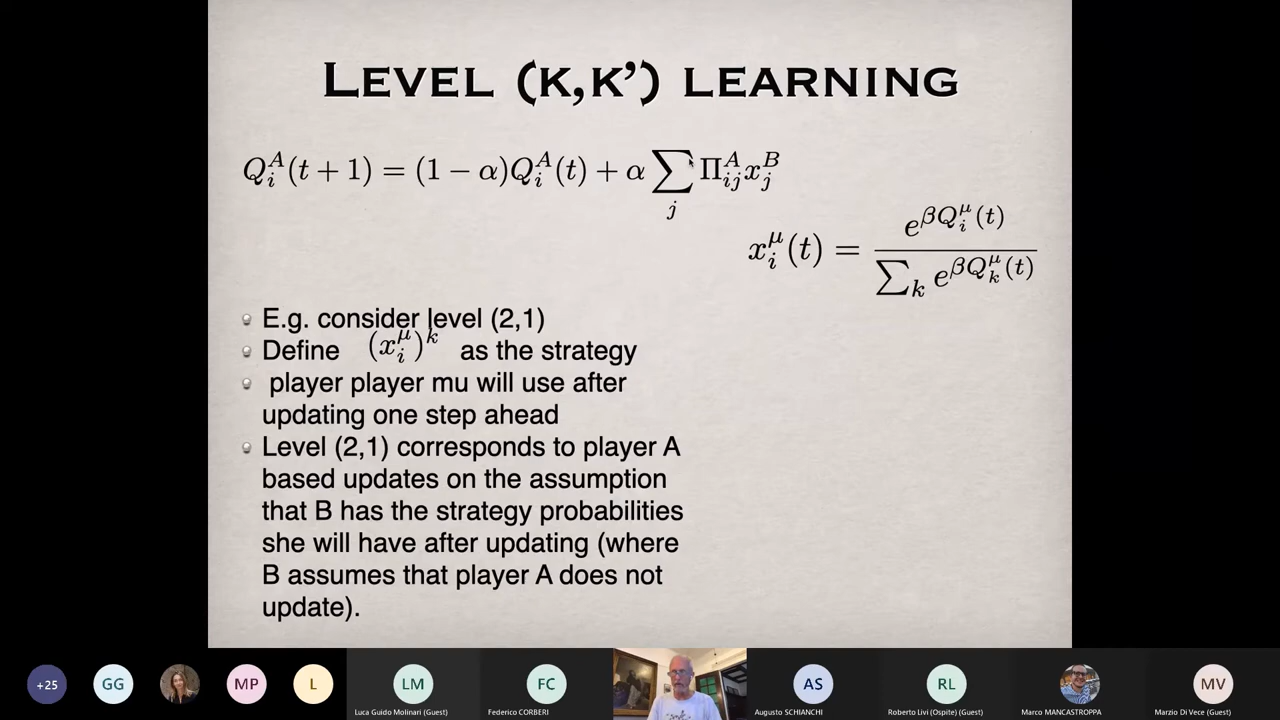 LEVEL (K,K’) LEARNING
Q_i^A(t + 1) = (1 − α)Q_i^A(t) + α ∑_j Π_{ij}^A x_j^B
x_i^μ(t) = e^{βQ_i^μ(t)} / ∑_k e^{βQ_k^μ(t)}
E.g. consider level (2,1)
Define (x_i^μ)^k as the strategy
player player mu will use after
updating one step ahead
Level (2,1) corresponds to player A
based updates on the assumption
that B has the strategy probabilities
she will have after updating (where
B assumes that player A does not
update).
+25 GG MP L LM FC AS RL MV
Luca Guido Molinari (Guest) Federico CORBERI Augusto SCHIANCHI Roberto Livi (Ospite) (Guest) Marco MANCASTROPPA Marzio Di Vece (Guest)